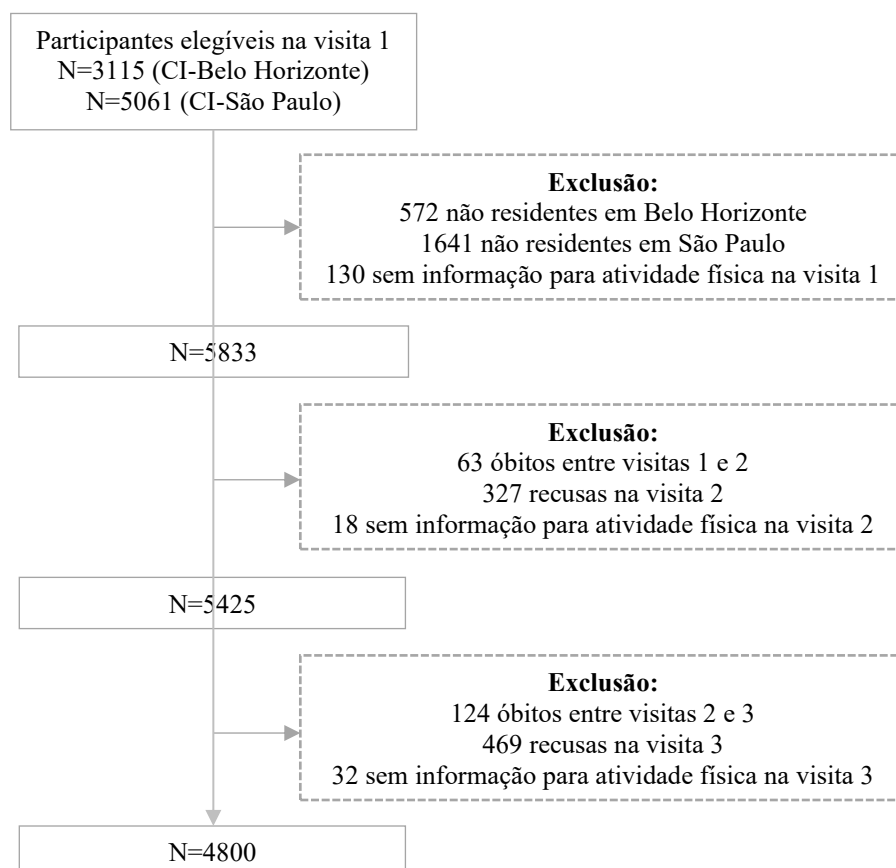 Participantes elegíveis na visita 1
N=3115 (CI-Belo Horizonte)
N=5061 (CI-São Paulo)
Exclusão:
572 não residentes em Belo Horizonte
1641 não residentes em São Paulo
130 sem informação para atividade física na visita 1
N=5833
Exclusão:
63 óbitos entre visitas 1 e 2
327 recusas na visita 2
18 sem informação para atividade física na visita 2
N=5425
Exclusão:
124 óbitos entre visitas 2 e 3
469 recusas na visita 3
32 sem informação para atividade física na visita 3
N=4800